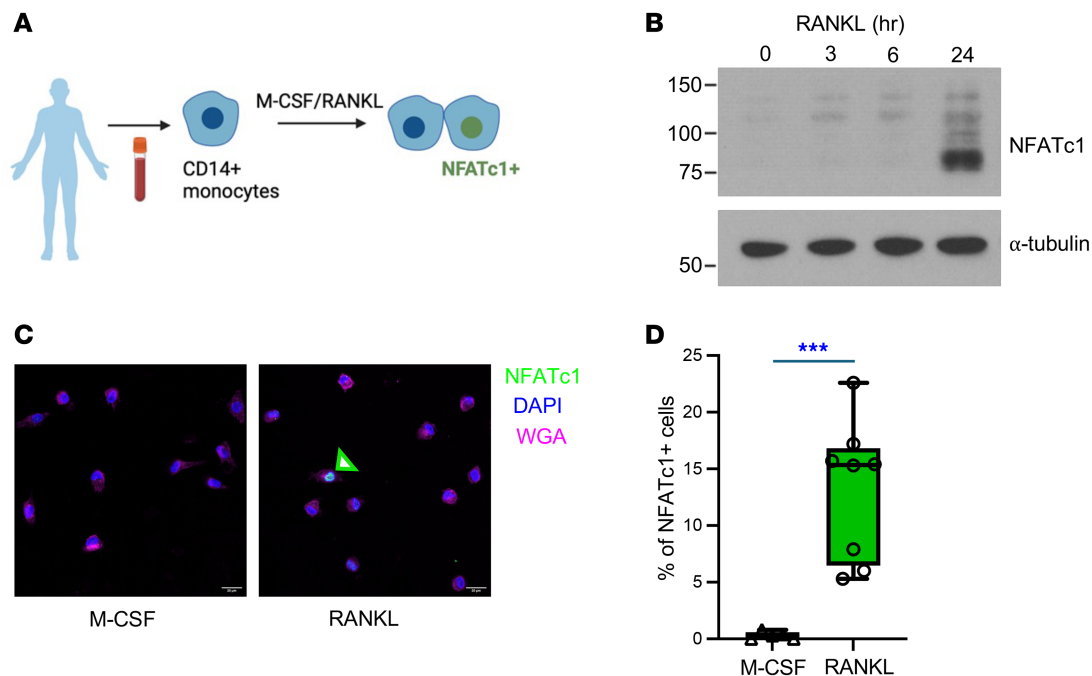 A
M-CSF/RANKL
CD14+
monocytes
NFATc1+
B
RANKL (hr)
0 3 6 24
150
100
75
NFATc1
50
α-tubulin
C
NFATc1
DAPI
WGA
M-CSF
RANKL
D
***
% of NFATc1+ cells
25
20
15
10
5
0
M-CSF
RANKL